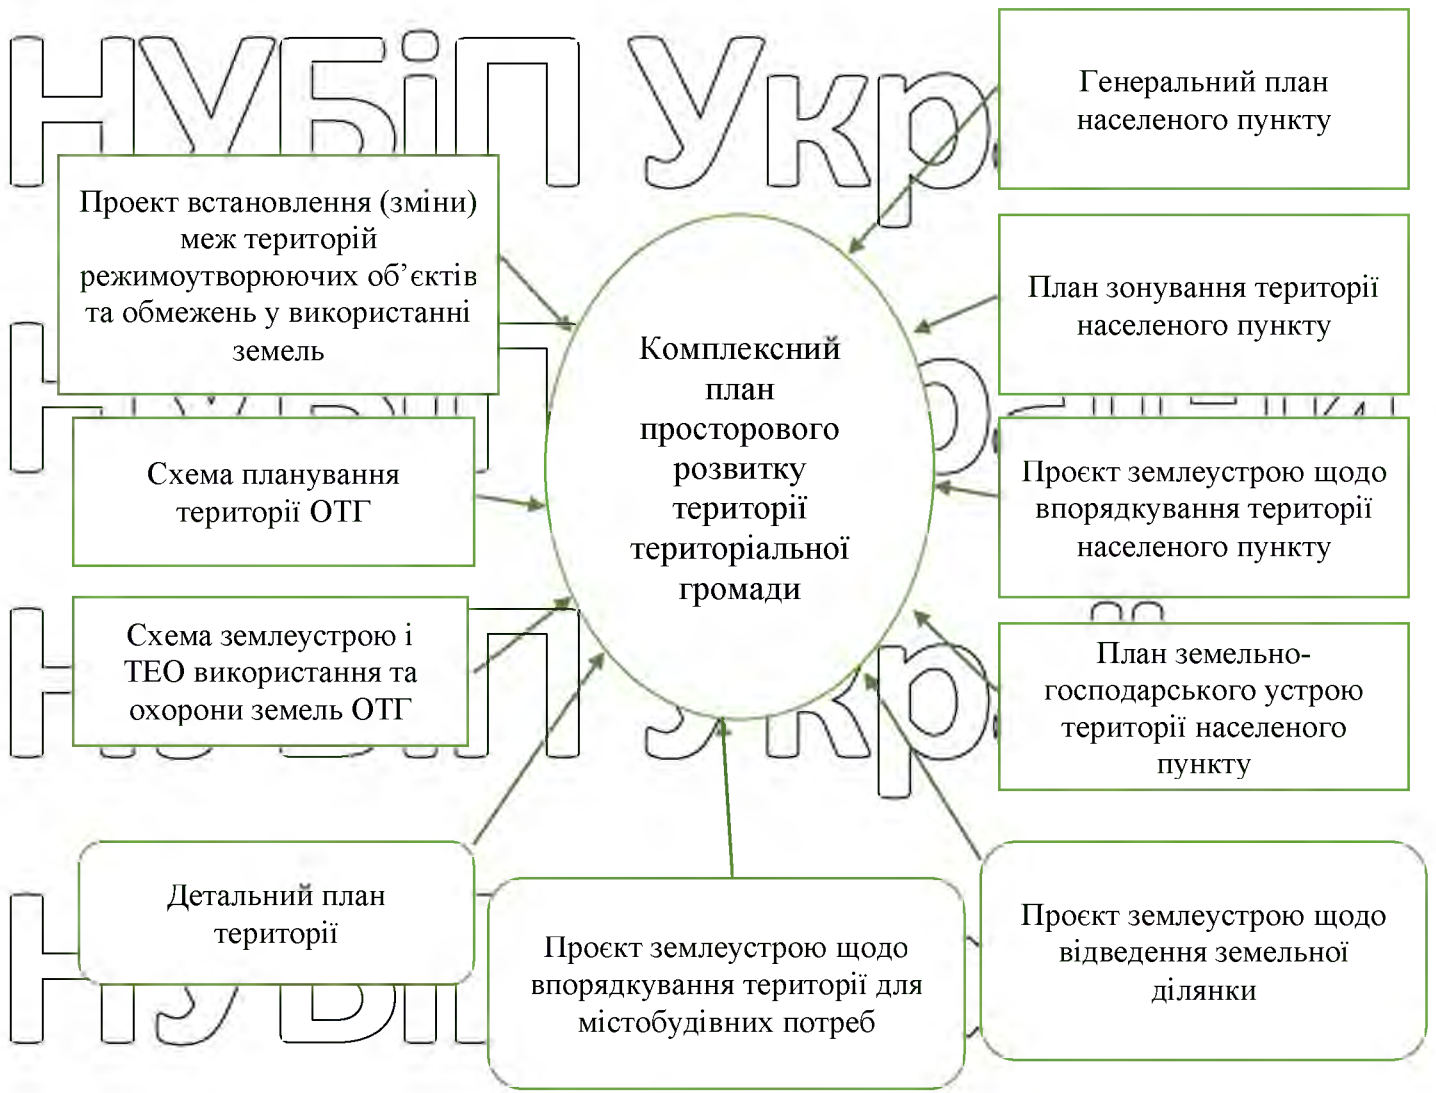 НУБіП Укр
Генеральний план
населеного пункту
Проект встановлення (зміни)
меж територій
режимоутворюючих об’єктів
та обмежень у використанні
земель
План зонування території
населеного пункту
Комплексний
план
просторового
розвитку
території
територіальної
громади
Схема планування
території ОТГ
Проєкт землеустрою щодо
впорядкування території
населеного пункту
Схема землеустрою і
ТЕО використання та
охорони земель ОТГ
План земельно-
господарського устрою
території населеного
пункту
Детальний план
території
Проєкт землеустрою щодо
впорядкування території для
містобудівних потреб
Проєкт землеустрою щодо
відведення земельної
ділянки